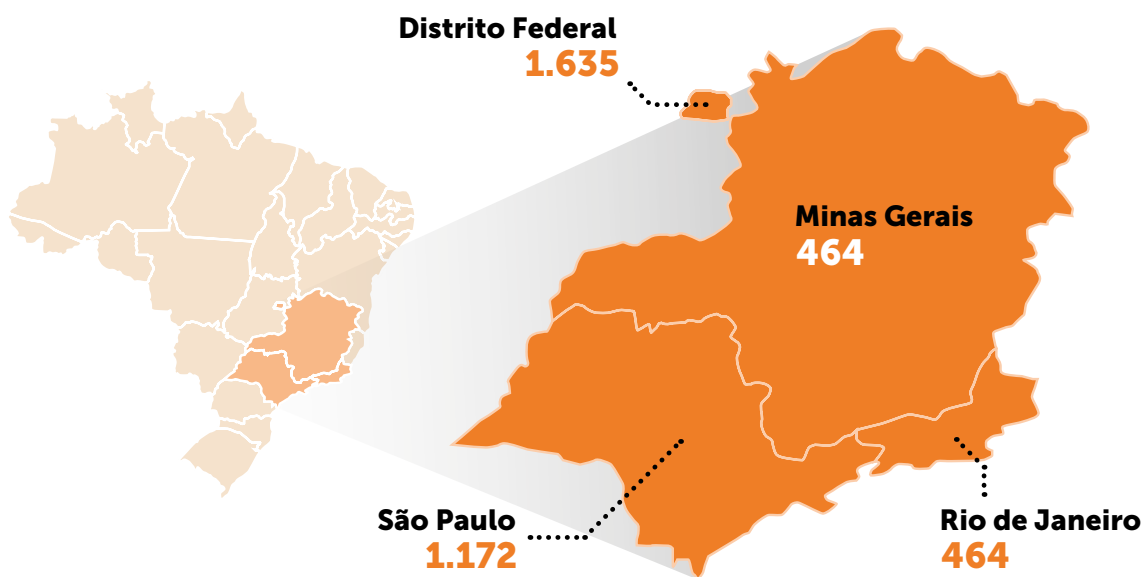 Distrito Federal
1.635
Minas Gerais
464
São Paulo
1.172
Rio de Janeiro
464